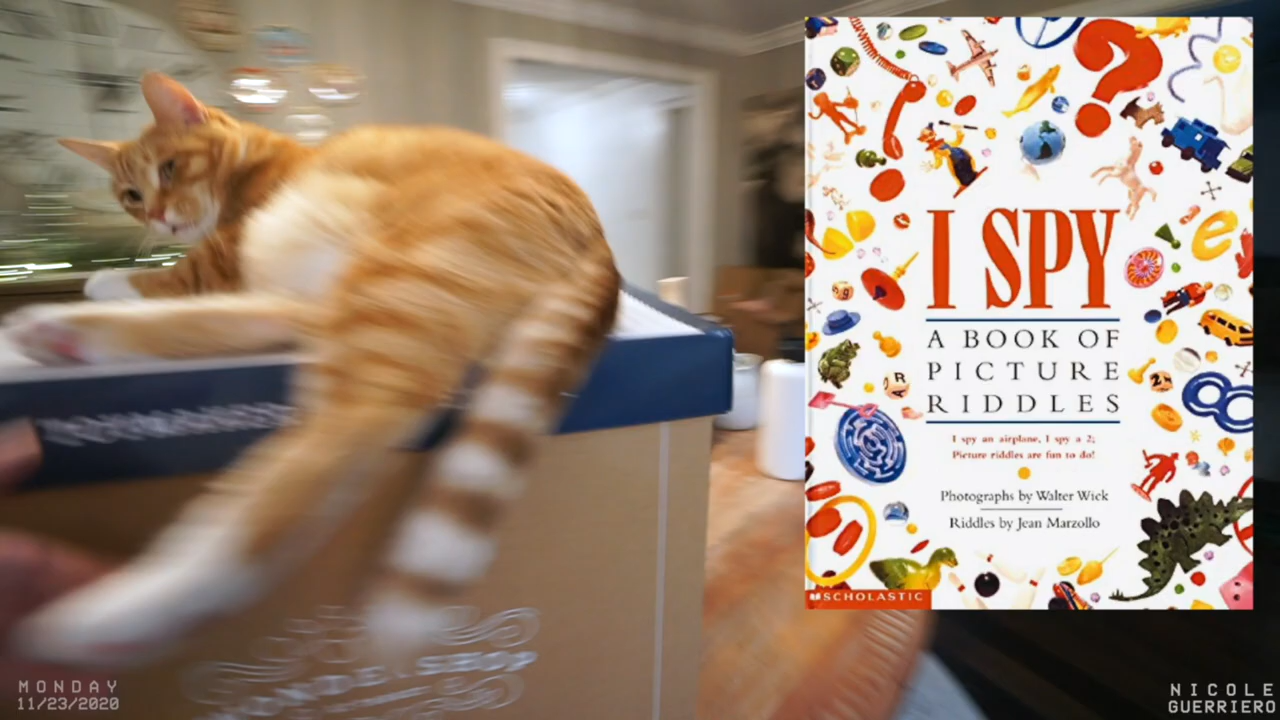 I SPY
A BOOK OF
PICTURE
RIDDLES
I spy an airplane, I spy a 2;
Picture riddles are fun to do!
Photographs by Walter Wick
Riddles by Jean Marzollo
SCHOLASTIC
SHOP
MONDAY
11/23/2020
NICOLE
GUERRIERO